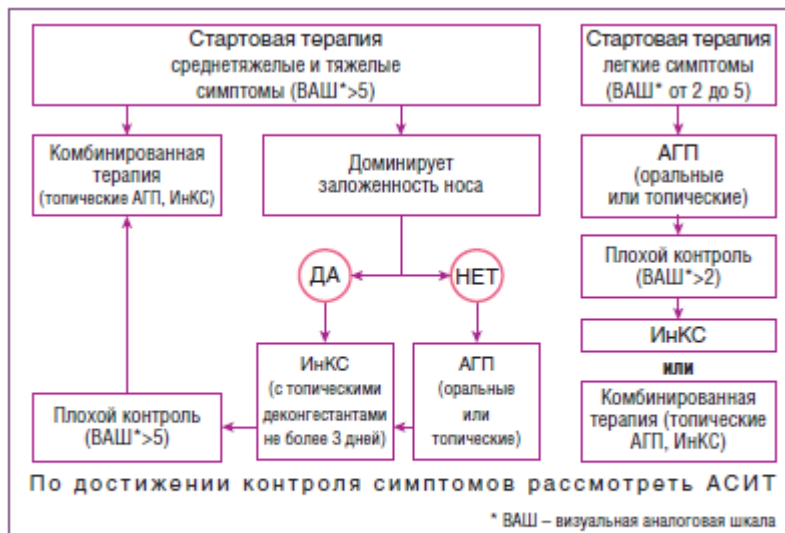 Стартовая терапия
среднетяжелые и тяжелые
симптомы (ВАШ*>5)
Комбинированная
терапия
(топические АГП, ИнКС)
Доминирует
заложенность носа
ДА
НЕТ
ИнКС
(с топическими
деконгестантами
не более 3 дней)
АГП
(оральные
или
топические)
Плохой контроль
(ВАШ*>5)
Стартовая терапия
легкие симптомы
(ВАШ* от 2 до 5)
АГП
(оральные
или топические)
Плохой контроль
(ВАШ*>2)
ИнКС
или
Комбинированная
терапия (топические
АГП, ИнКС)
По достижении контроля симптомов рассмотреть АСИТ
* ВАШ – визуальная аналоговая шкала